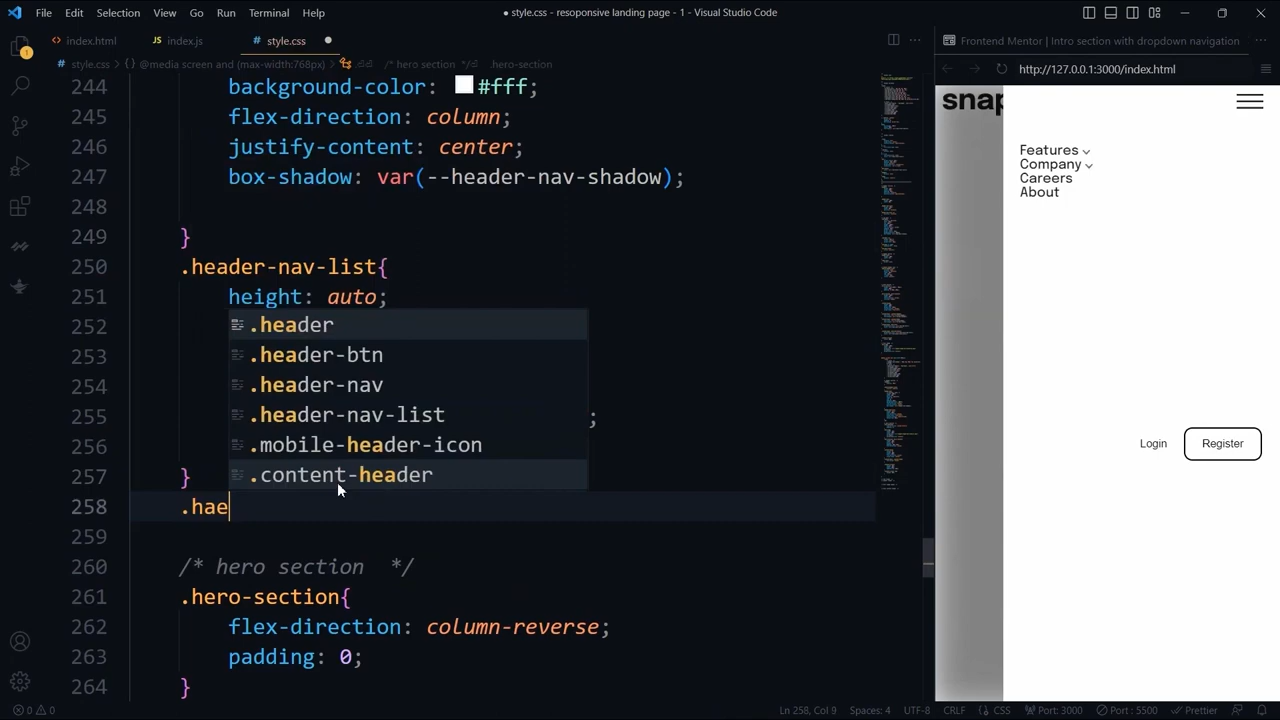 File Edit Selection View Go Run Terminal Help
● style.css - resoponsive landing page - 1 - Visual Studio Code
index.html JS index.js style.css ●
Frontend Mentor | Intro section with dropdown navigation
style.css > {} @media screen and (max-width:768px) > /* hero section */ .hero-section
http://127.0.0.1:3000/index.html
244 background-color: #fff;
245 flex-direction: column;
246 justify-content: center;
247 box-shadow: var(--header-nav-shadow);
248
249 }
250 .header-nav-list{
251 height: auto;
252 .header
253 .header-btn
254 .header-nav
255 .header-nav-list ;
256 .mobile-header-icon
257 } .content-header
258 .hae
259
260 /* hero section */
261 .hero-section{
262 flex-direction: column-reverse;
263 padding: 0;
264 }
snap
Features
Company
Careers
About
Login Register
1
0 0 Ln 258, Col 9 Spaces: 4 UTF-8 CRLF {} CSS Port: 3000 Port : 5500 Prettier